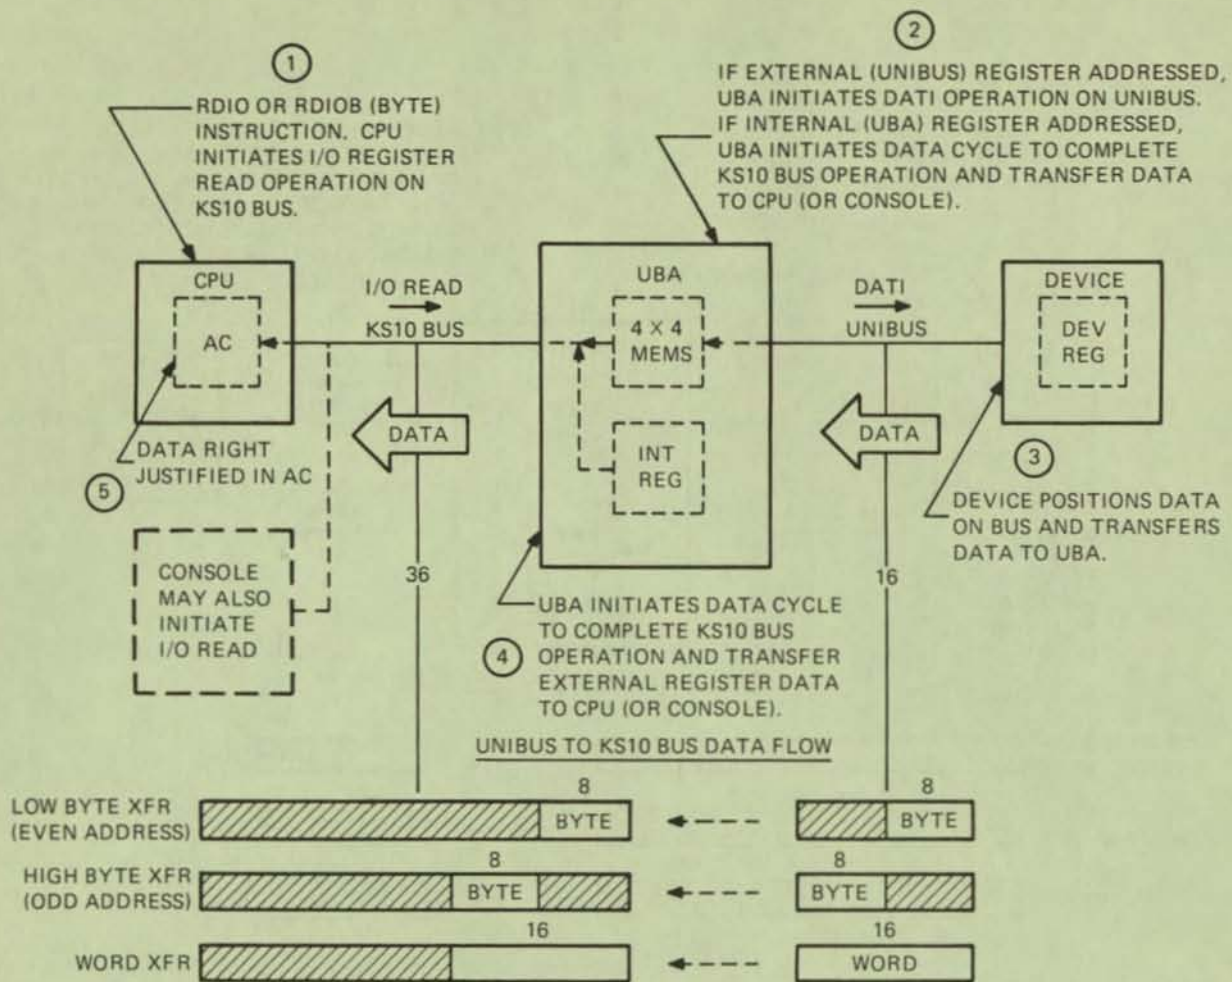 1
RDIO OR RDIOB (BYTE)
INSTRUCTION. CPU
INITIATES I/O REGISTER
READ OPERATION ON
KS10 BUS.
2
IF EXTERNAL (UNIBUS) REGISTER ADDRESSED,
UBA INITIATES DATI OPERATION ON UNIBUS.
IF INTERNAL (UBA) REGISTER ADDRESSED,
UBA INITIATES DATA CYCLE TO COMPLETE
KS10 BUS OPERATION AND TRANSFER DATA
TO CPU (OR CONSOLE).
CPU
AC
I/O READ
KS10 BUS
DATA
UBA
4 X 4
MEMS
INT
REG
DATI
UNIBUS
DATA
DEVICE
DEV
REG
3
DEVICE POSITIONS DATA
ON BUS AND TRANSFERS
DATA TO UBA.
5
DATA RIGHT
JUSTIFIED IN AC
CONSOLE
MAY ALSO
INITIATE
I/O READ
36
16
4
UBA INITIATES DATA CYCLE
TO COMPLETE KS10 BUS
OPERATION AND TRANSFER
EXTERNAL REGISTER DATA
TO CPU (OR CONSOLE).
UNIBUS TO KS10 BUS DATA FLOW
LOW BYTE XFR
(EVEN ADDRESS)
8
BYTE
8
BYTE
HIGH BYTE XFR
(ODD ADDRESS)
8
BYTE
8
BYTE
WORD XFR
16
16
WORD